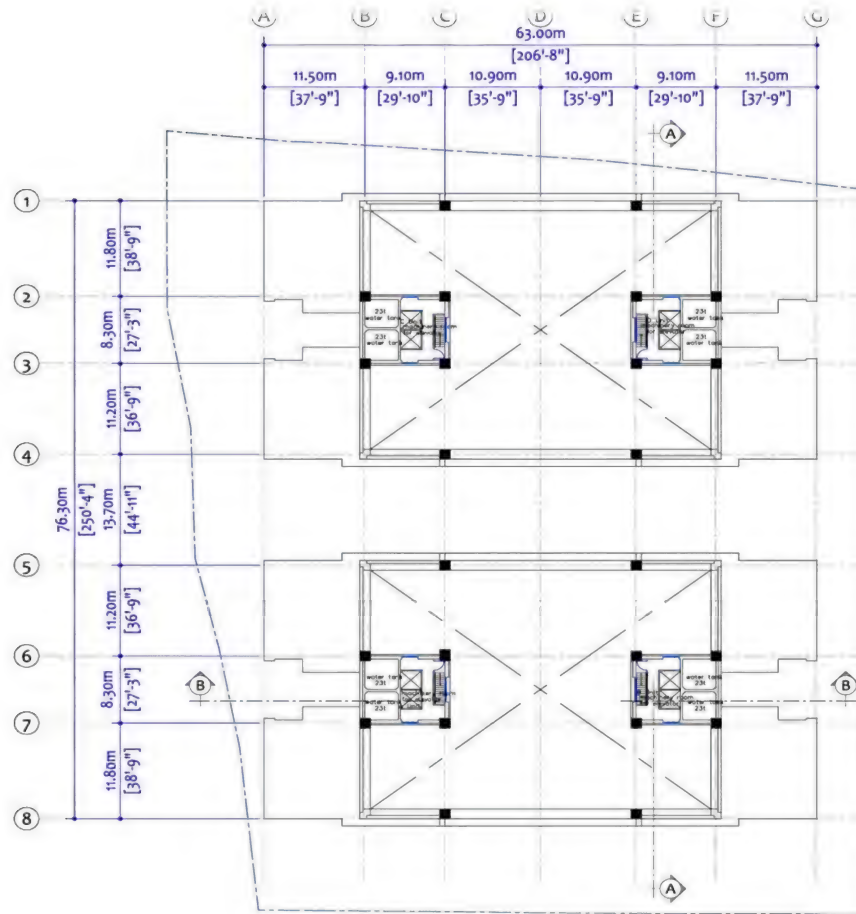 A B C D E F G
63.00m
[206'-8"]
11.50m 9.10m 10.90m 10.90m 9.10m 11.50m
[37'-9"] [29'-10"] [35'-9"] [35'-9"] [29'-10"] [37'-9"]
A
1
11.80m
[38'-9"]
2
23t
water tank
23t
water tank
23t
water tank
23t
water tank
8.30m
[27'-3"]
3
11.20m
[36'-9"]
4
76.30m
[250'-4"]
13.70m
[44'-11"]
5
11.20m
[36'-9"]
6
B
8.30m
[27'-3"]
water tank
23t
water tank
23t
water tank
23t
water tank
23t
B
7
11.80m
[38'-9"]
8
A